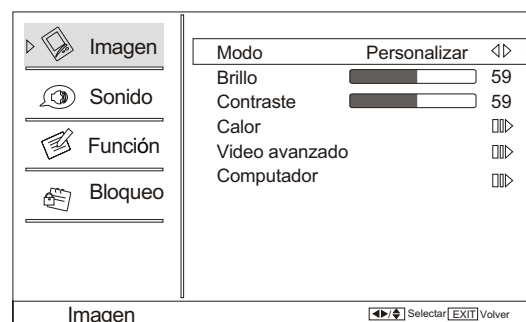 Imagen
Sonido
Función
Bloqueo
Modo Personalizar
Brillo 59
Contraste 59
Calor
Video avanzado
Computador
Imagen
/ Selectar EXIT Volver